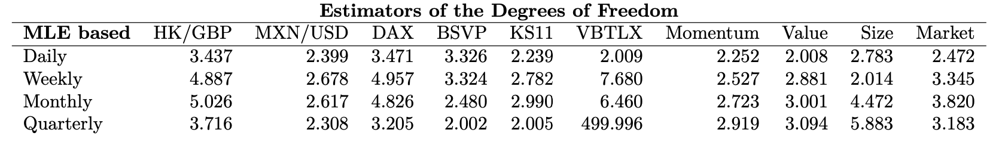 Estimators of the Degrees of Freedom
MLE based HK/GBP MXN/USD DAX BSVP KS11 VBTLX Momentum Value Size Market
Daily 3.437 2.399 3.471 3.326 2.239 2.009 2.252 2.008 2.783 2.472
Weekly 4.887 2.678 4.957 3.324 2.782 7.680 2.527 2.881 2.014 3.345
Monthly 5.026 2.617 4.826 2.480 2.990 6.460 2.723 3.001 4.472 3.820
Quarterly 3.716 2.308 3.205 2.002 2.005 499.996 2.919 3.094 5.883 3.183